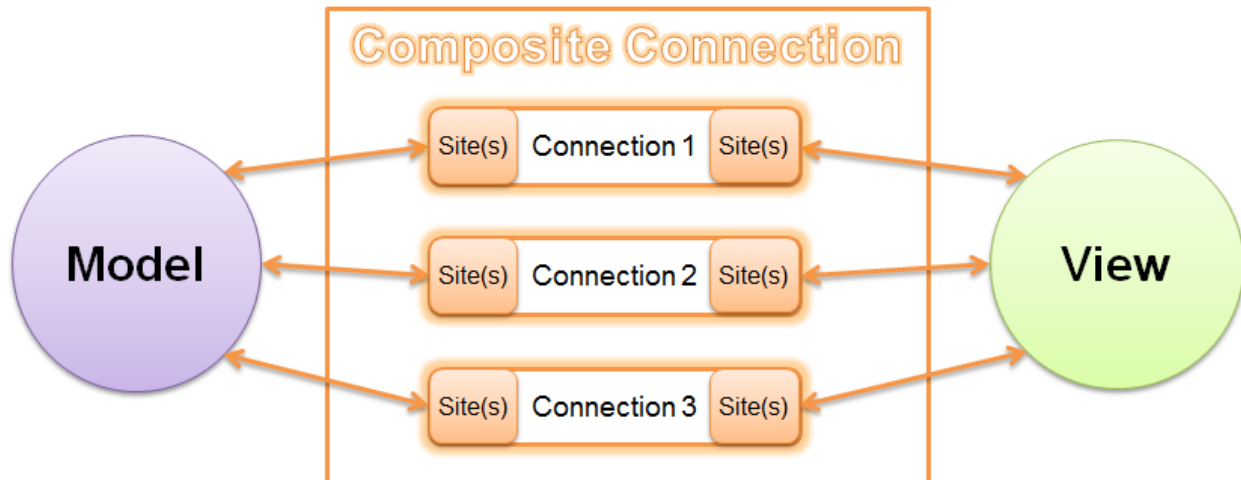 Composite Connection
Site(s) Connection 1 Site(s)
Model
Site(s) Connection 2 Site(s)
View
Site(s) Connection 3 Site(s)